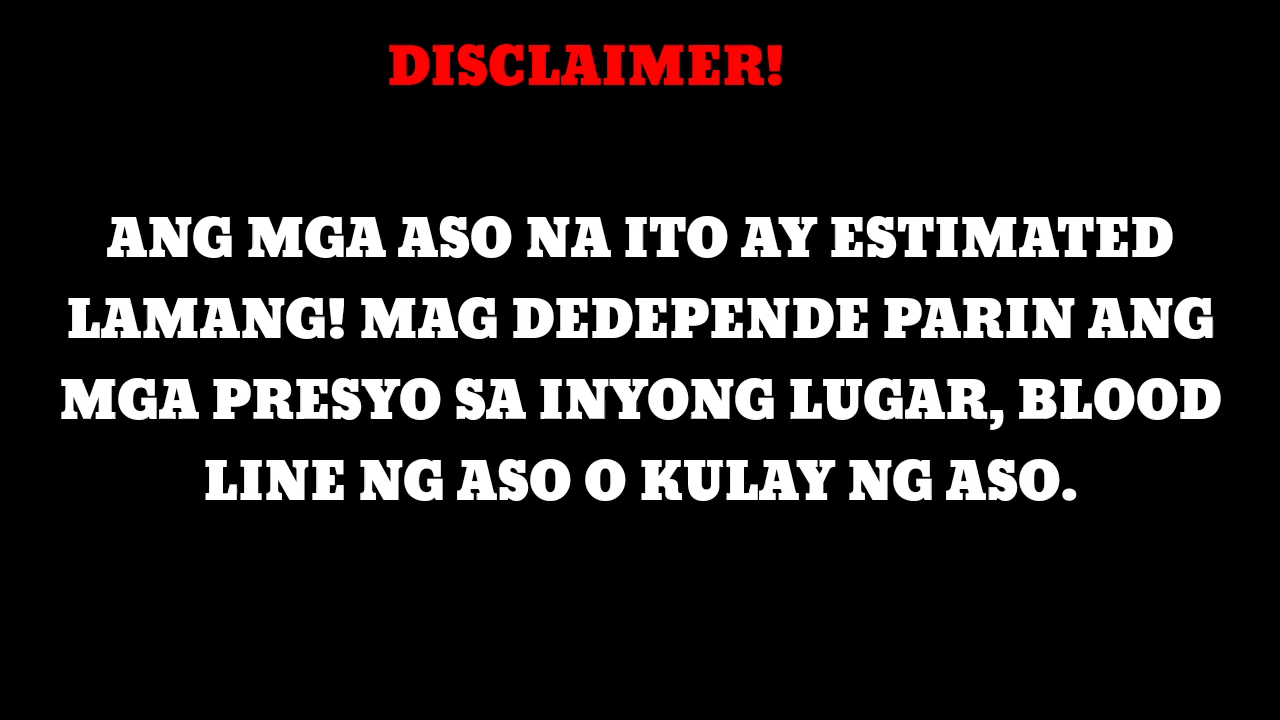 DISCLAIMER!
ANG MGA ASO NA ITO AY ESTIMATED
LAMANG! MAG DEDEPENDE PARIN ANG
MGA PRESYO SA INYONG LUGAR, BLOOD
LINE NG ASO O KULAY NG ASO.